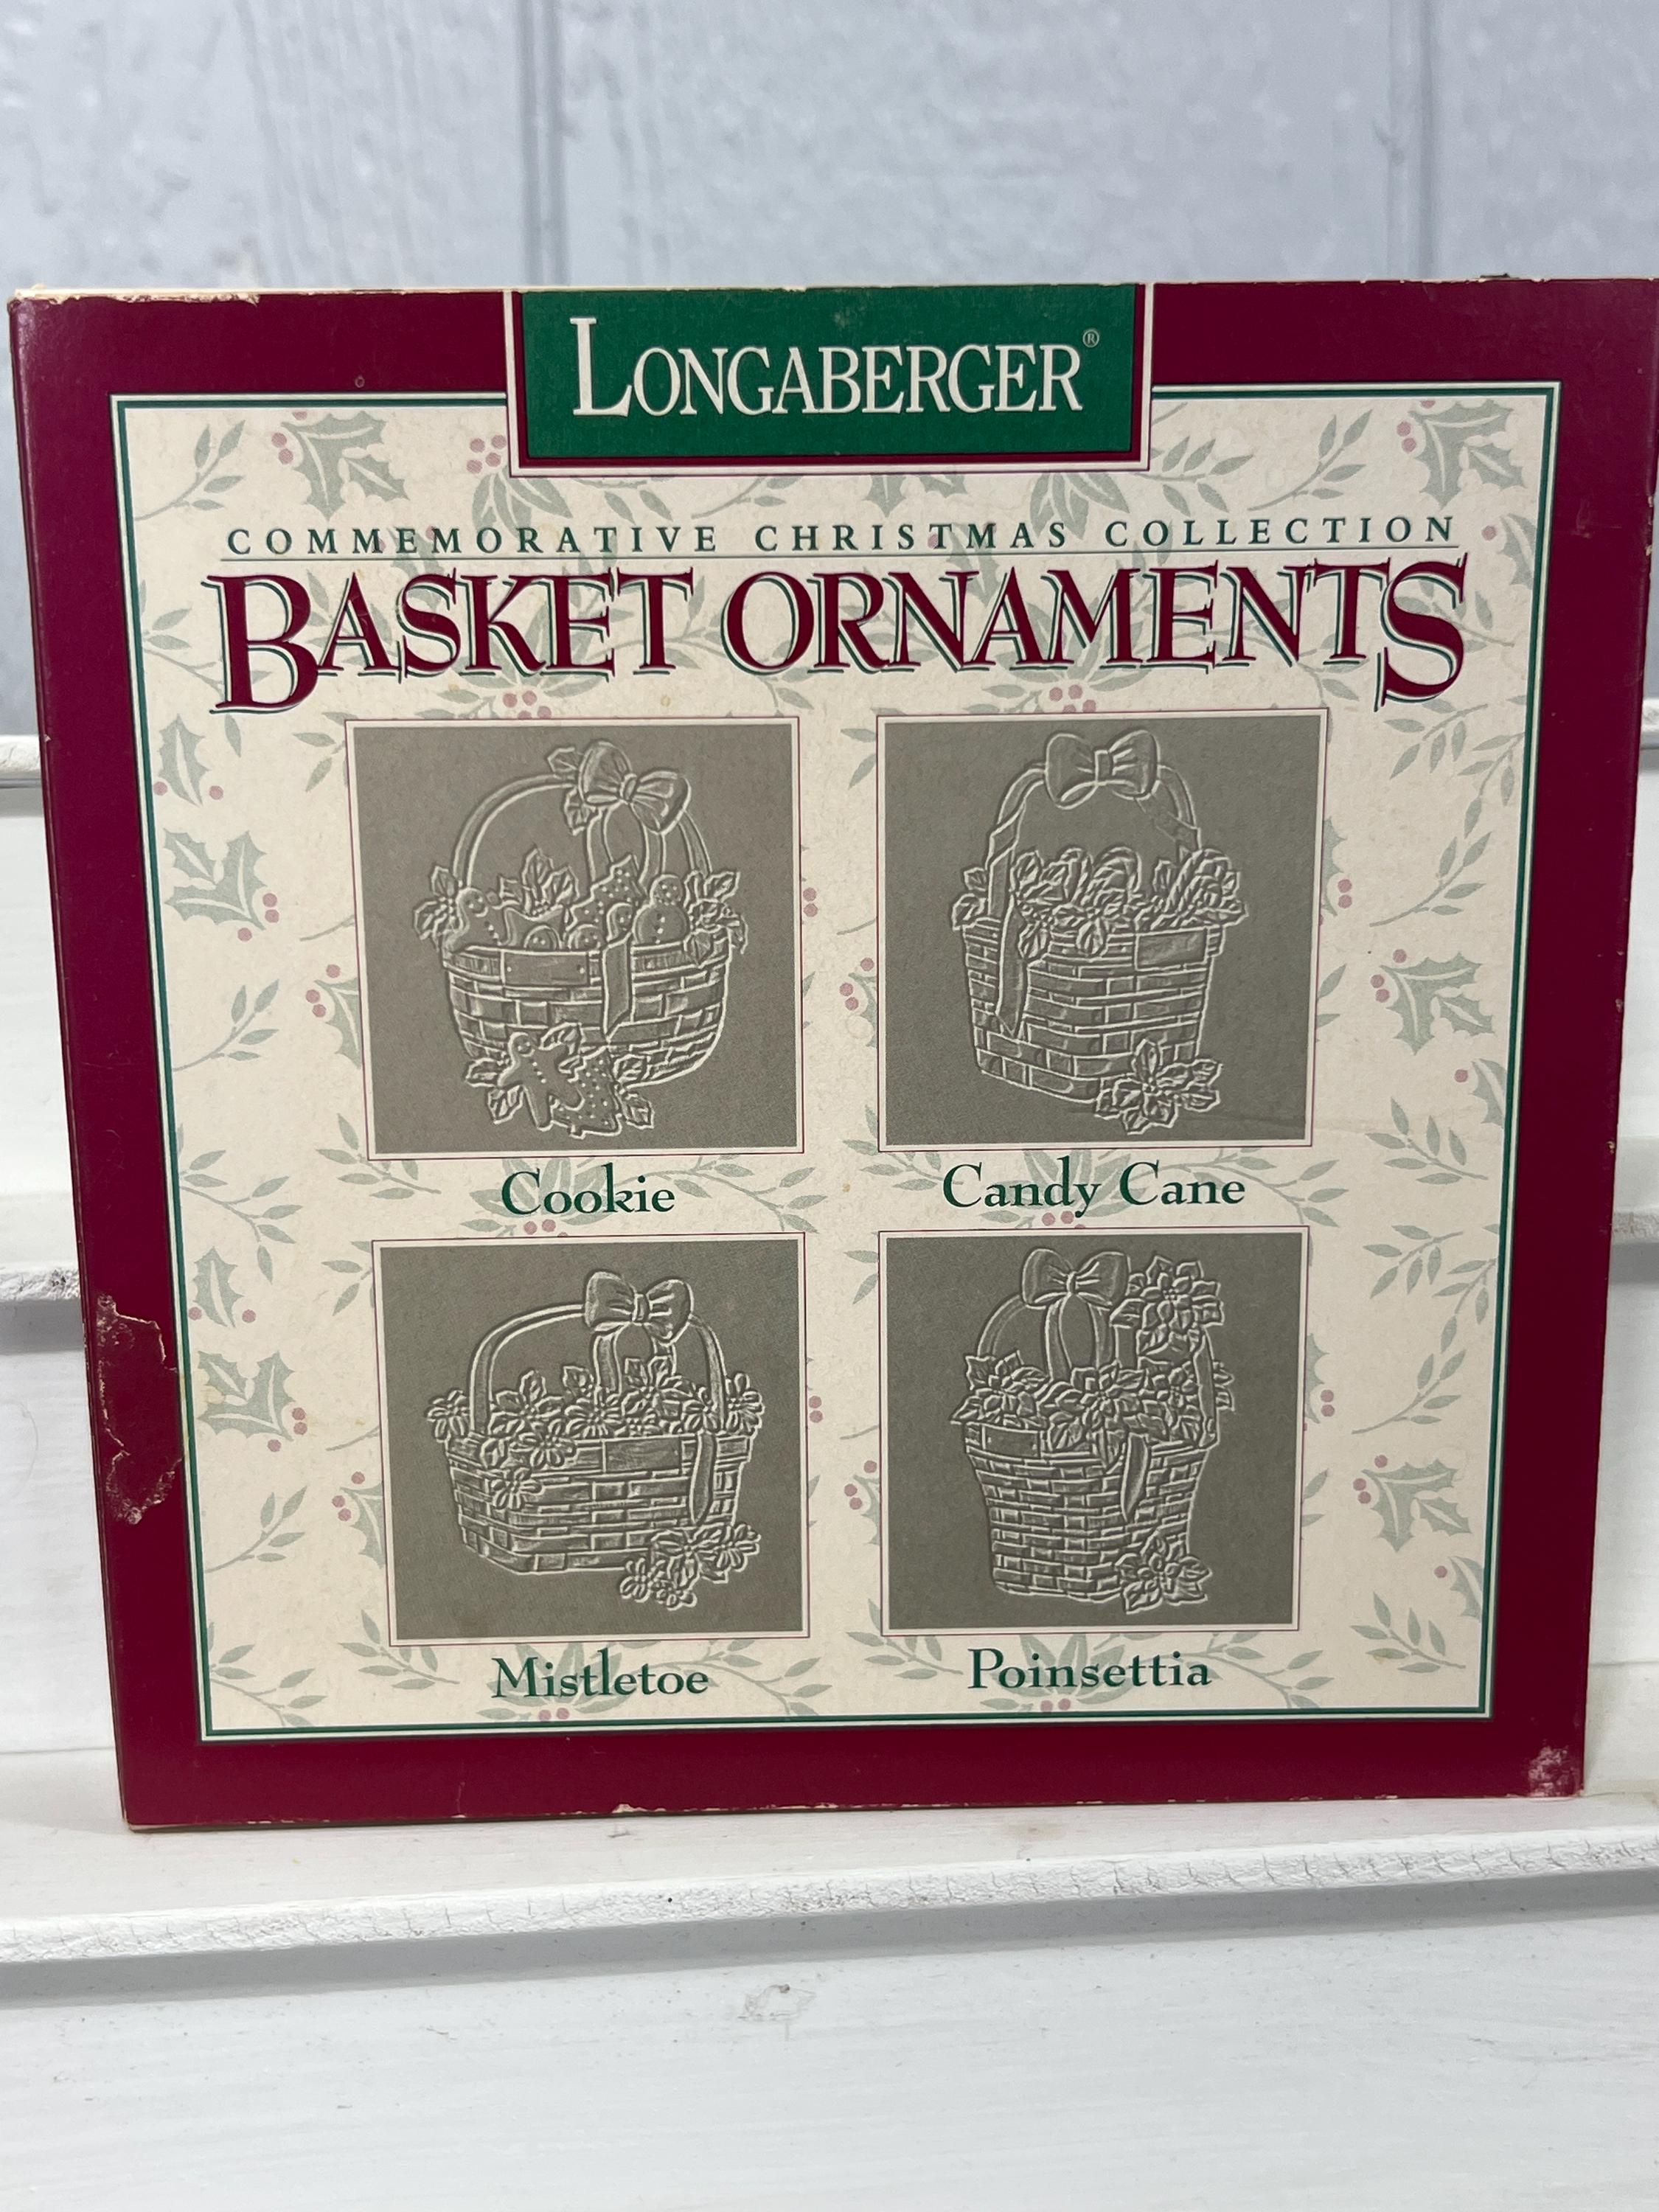 LONGABERGER®
COMMEMORATIVE CHRISTMAS COLLECTION
BASKET ORNAMENTS
Cookie
Candy Cane
Mistletoe
Poinsettia